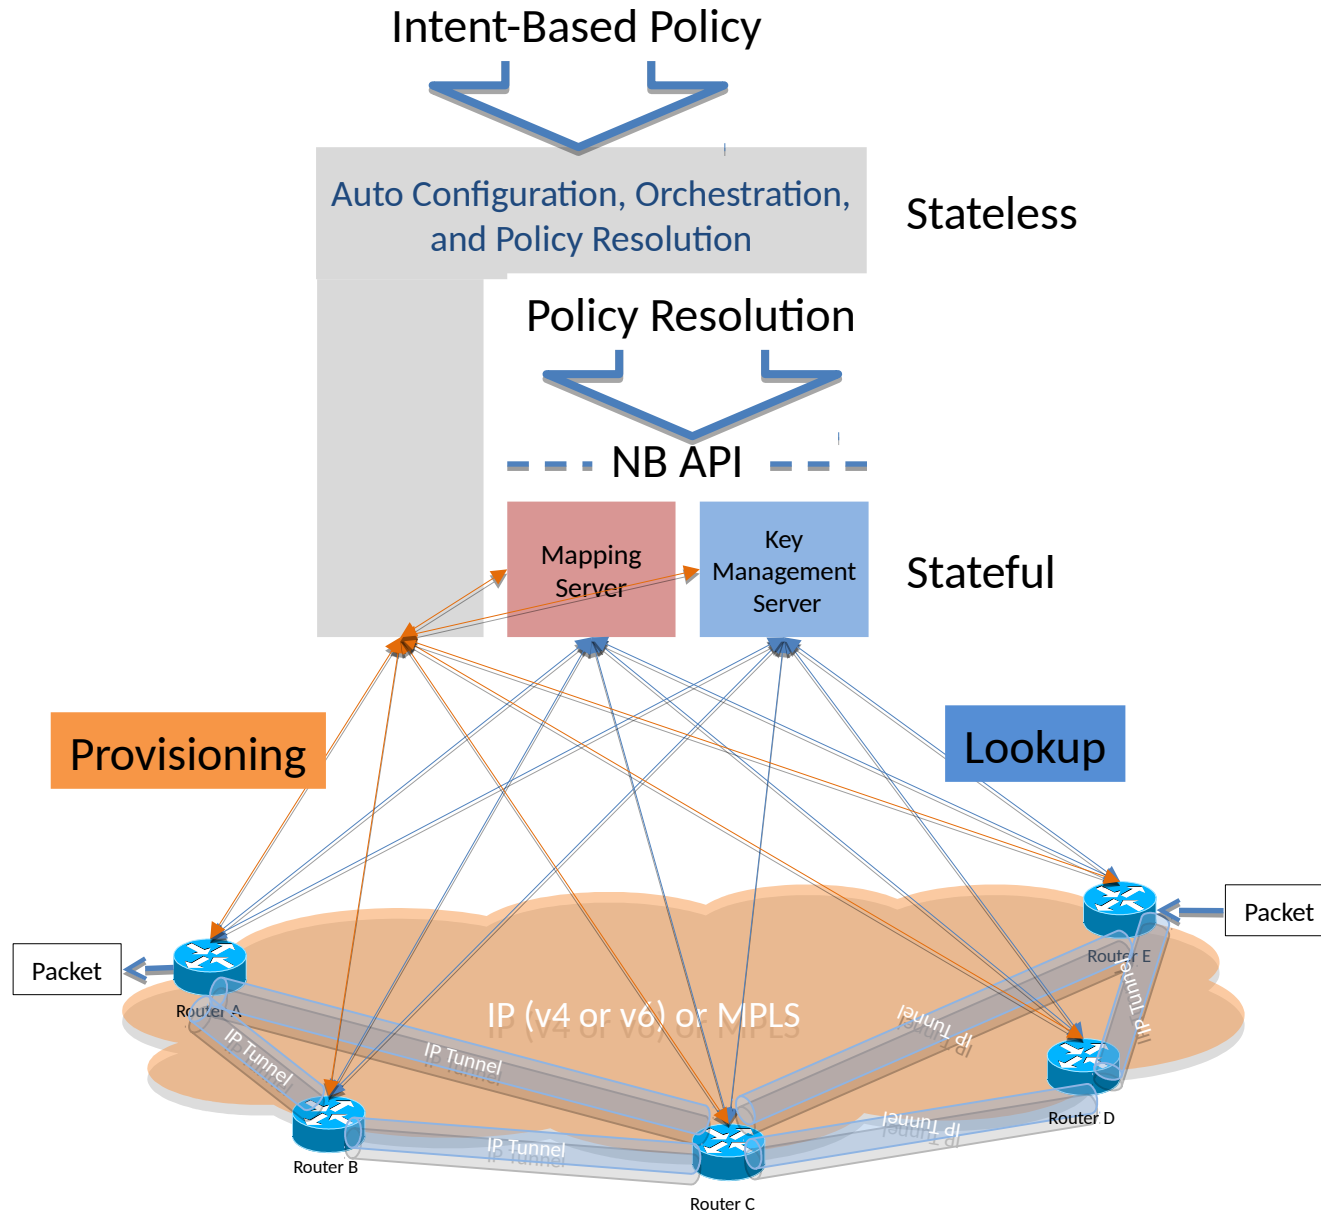 Intent-Based Policy
Auto Configuration, Orchestration,
and Policy Resolution
Stateless
Policy Resolution
NB API
Mapping
Server
Key
Management
Server
Stateful
Provisioning
Lookup
Packet
Router E
Packet
Router A
IP (v4 or v6) or MPLS
IP Tunnel
IP Tunnel
IP Tunnel
IP Tunnel
IP Tunnel
IP Tunnel
Router D
Router B
Router C